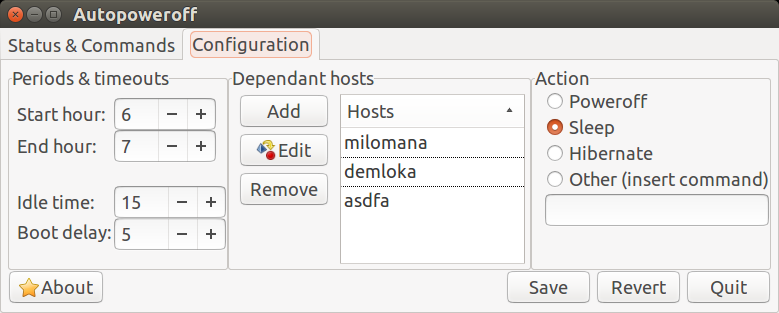 Autopoweroff
Status & Commands
Configuration
Periods & timeouts
Start hour: 6
End hour: 7
Idle time: 15
Boot delay: 5
Dependant hosts
Add
Edit
Remove
Hosts
milomana
demloka
asdfa
Action
Poweroff
Sleep
Hibernate
Other (insert command)
About
Save
Revert
Quit